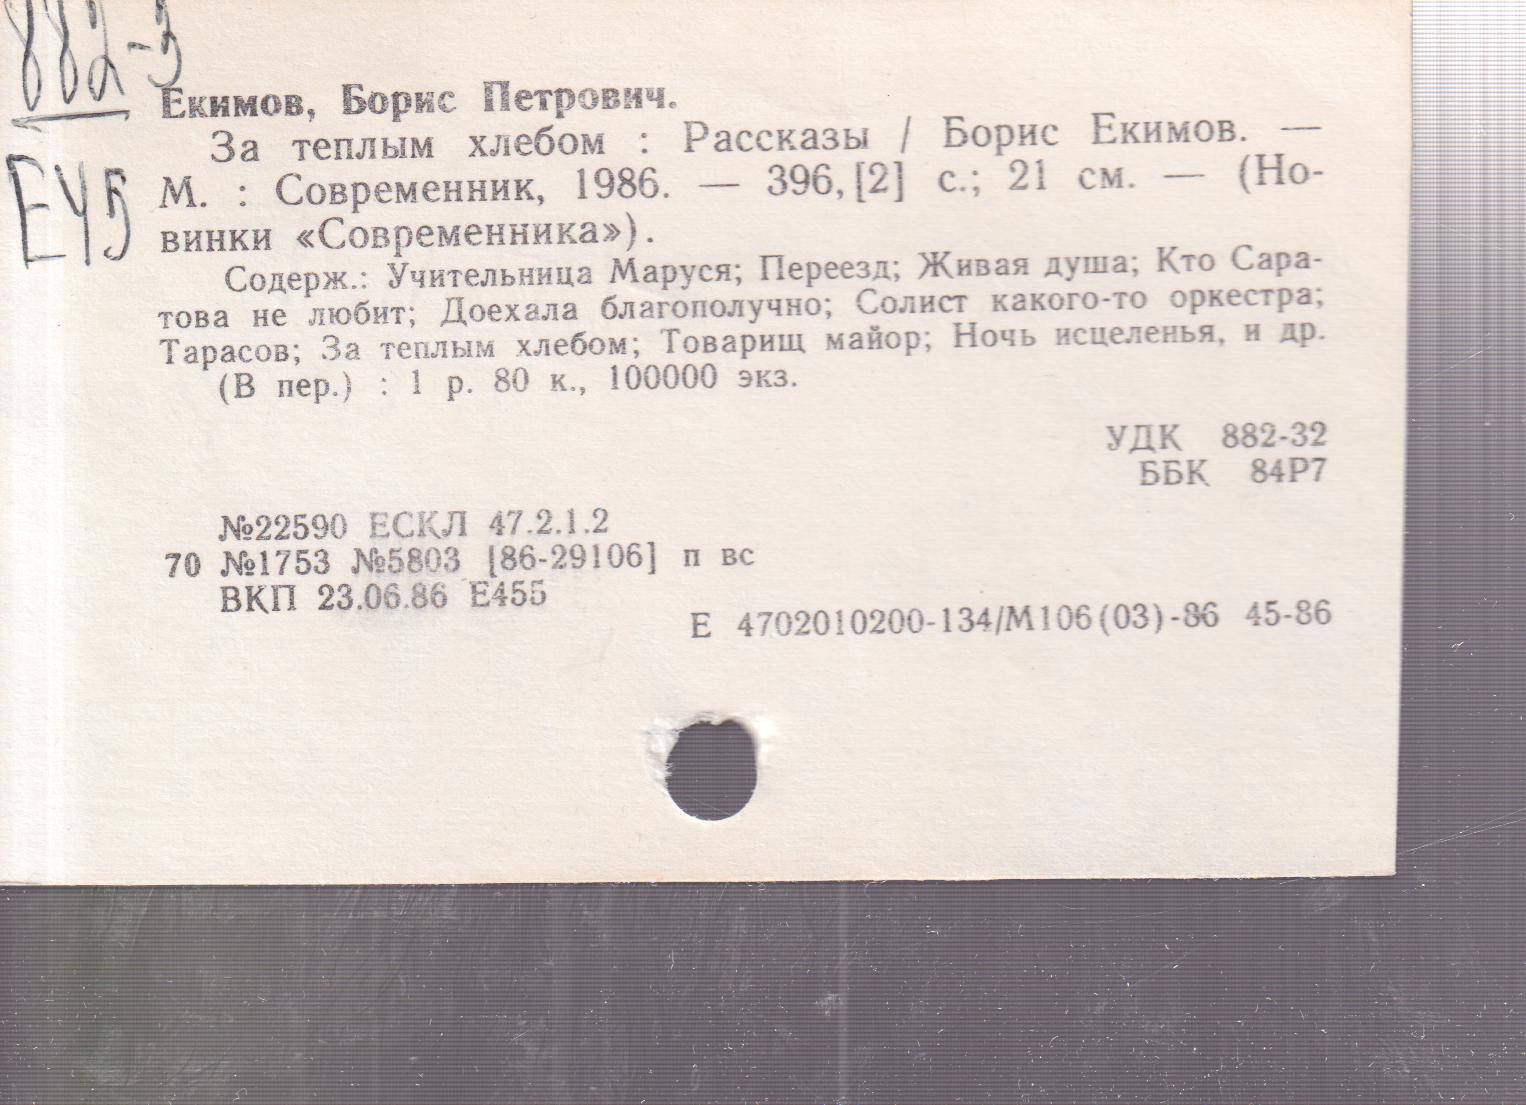 882-3
Е45
Екимов, Борис Петрович.
За теплым хлебом : Рассказы / Борис Екимов. —
М. : Современник, 1986. — 396, [2] с.; 21 см. — (Но-
винки «Современника»).
Содерж.: Учительница Маруся; Переезд; Живая душа; Кто Сара-
това не любит; Доехала благополучно; Солист какого-то оркестра;
Тарасов; За теплым хлебом; Товарищ майор; Ночь исцеленья, и др.
(В пер.) : 1 р. 80 к., 100000 экз.
УДК 882-32
ББК 84Р7
№22590 ЕСКЛ 47.2.1.2
70 №1753 №5803 [86-29106] п вс
ВКП 23.06.86 Е455
Е 4702010200-134/М106(03)-86 45-86